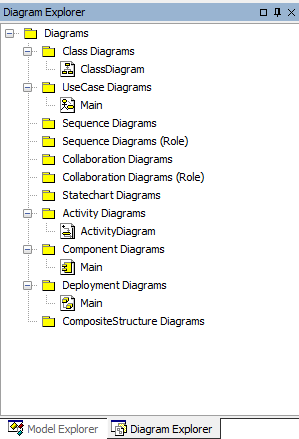 Diagram Explorer
Diagrams
Class Diagrams
ClassDiagram
UseCase Diagrams
Main
Sequence Diagrams
Sequence Diagrams (Role)
Collaboration Diagrams
Collaboration Diagrams (Role)
Statechart Diagrams
Activity Diagrams
ActivityDiagram
Component Diagrams
Main
Deployment Diagrams
Main
CompositeStructure Diagrams
Model Explorer Diagram Explorer